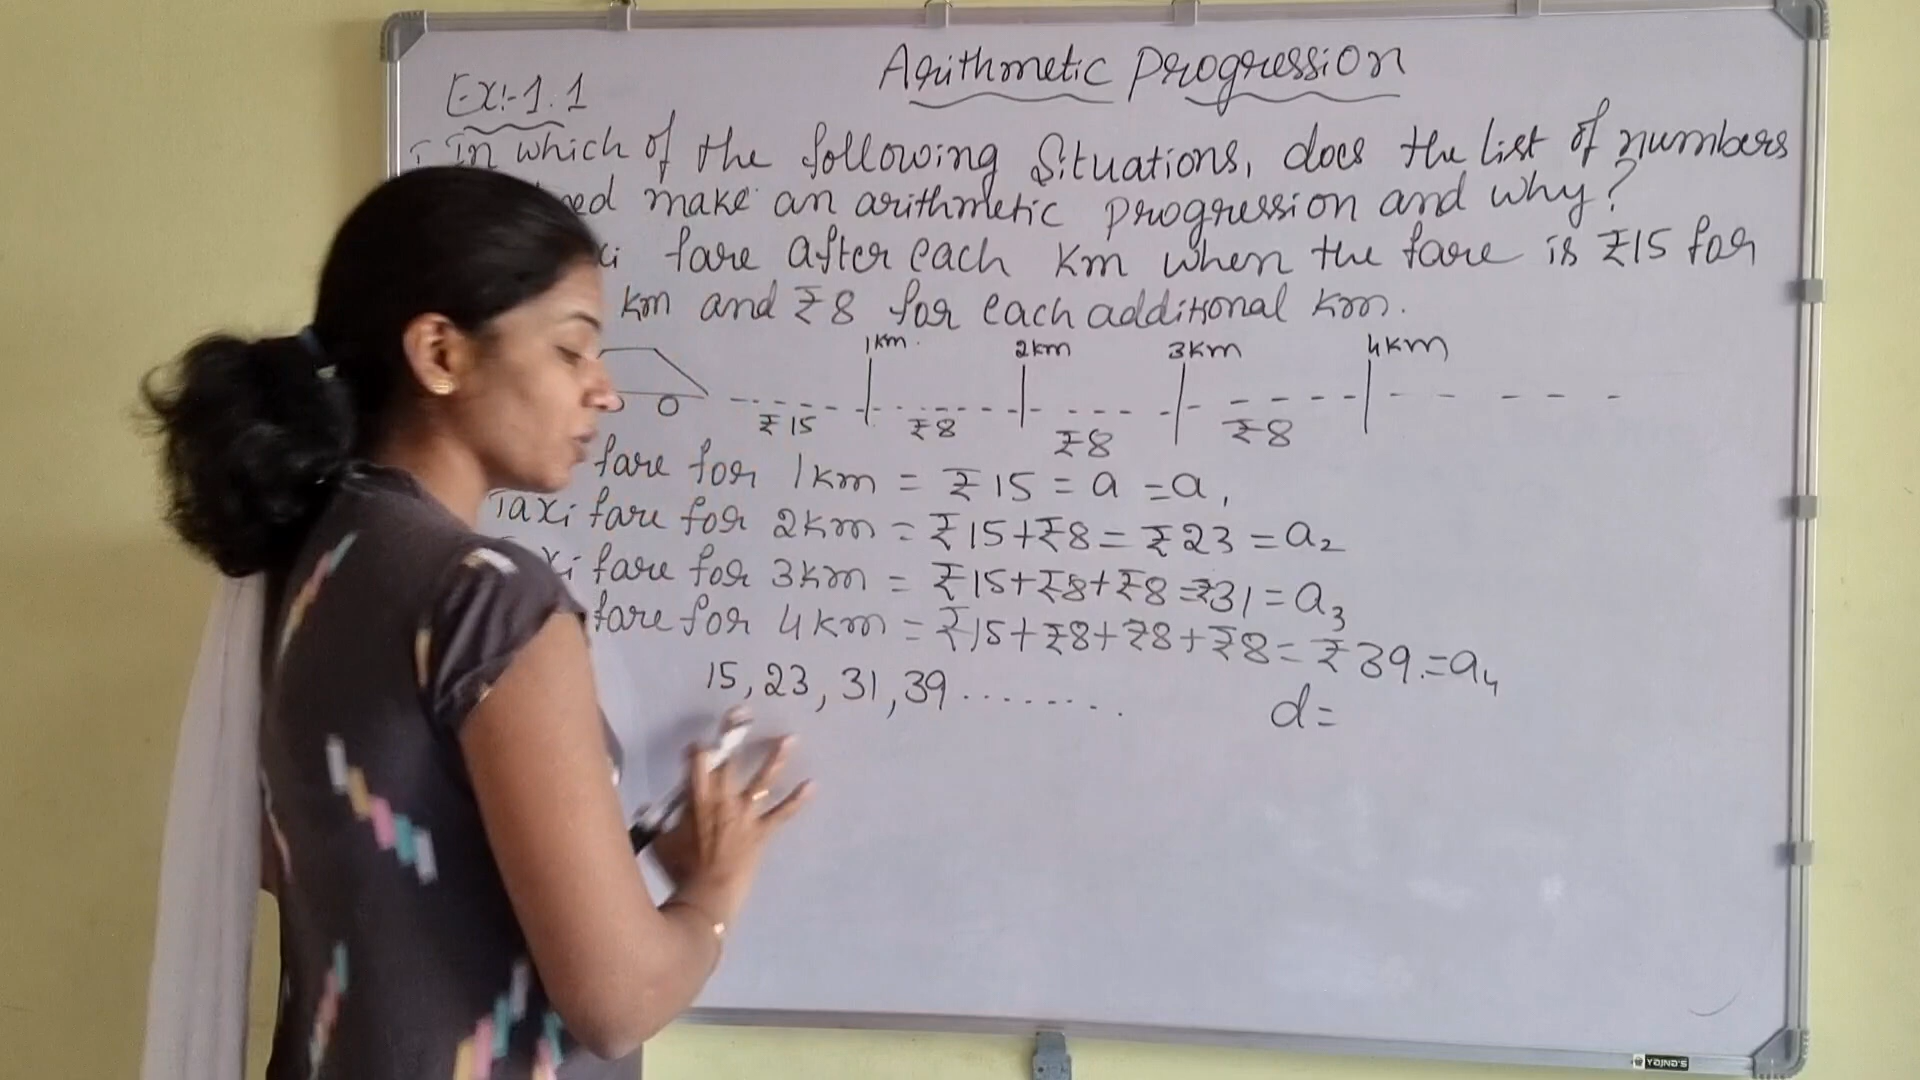 Arithmetic Progression
Ex:-1.1
In which of the following Situations, does the list of numbers
make an arithmetic progression and why?
fare after each km when the fare is ₹15 for
km and ₹8 for each additional km.
1km. 2km 3km 4km
₹15 ₹8 ₹8 ₹8
fare for 1km = ₹15 = a = a₁
Taxi fare for 2km = ₹15+₹8 = ₹23 = a₂
fare for 3km = ₹15+₹8+₹8=₹31 = a₃
fare for 4km = ₹15+₹8+₹8+₹8= ₹39.=a₄
15, 23, 31, 39 ........
d=
YAJNA'S